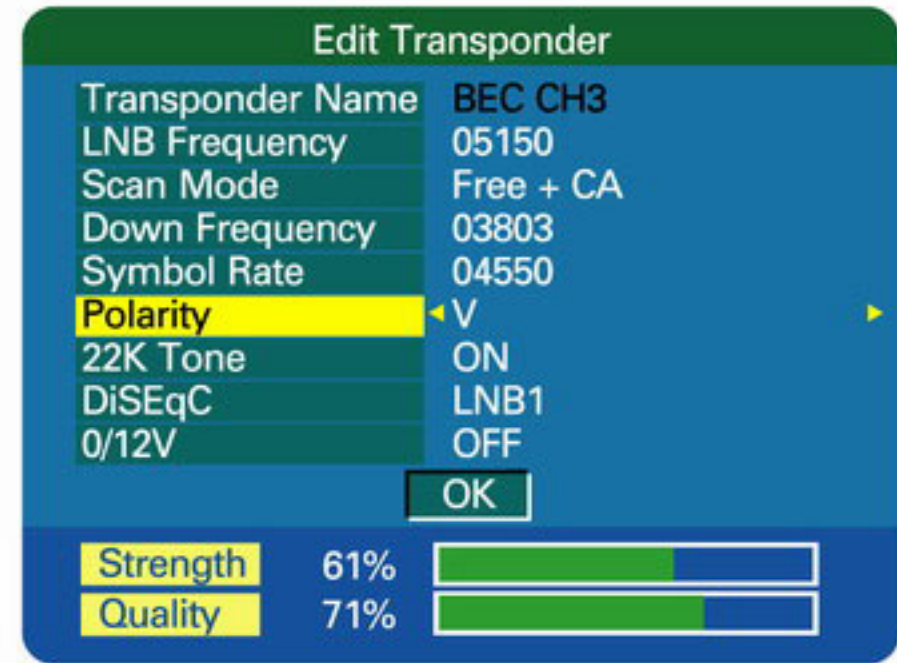 Edit Transponder
Transponder Name BEC CH3
LNB Frequency 05150
Scan Mode Free + CA
Down Frequency 03803
Symbol Rate 04550
Polarity V
22K Tone ON
DiSEqC LNB1
0/12V OFF
OK
Strength 61%
Quality 71%